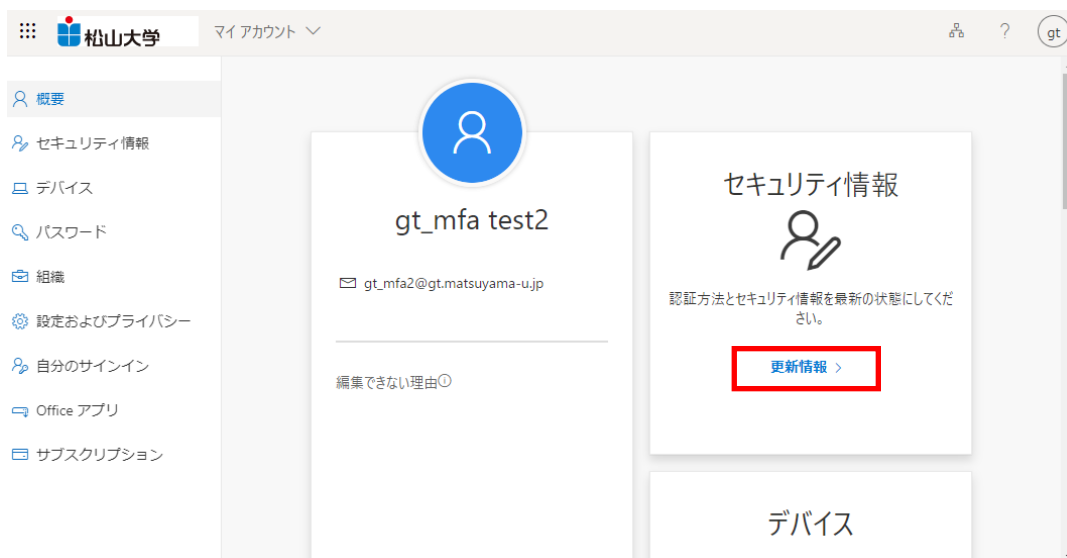 松山大学 マイ アカウント ? gt
概要
セキュリティ情報
デバイス
パスワード
組織
設定およびプライバシー
自分のサインイン
Office アプリ
サブスクリプション
gt_mfa test2
gt_mfa2@gt.matsuyama-u.jp
編集できない理由
セキュリティ情報
認証方法とセキュリティ情報を最新の状態にしてくだ
さい。
更新情報 >
デバイス